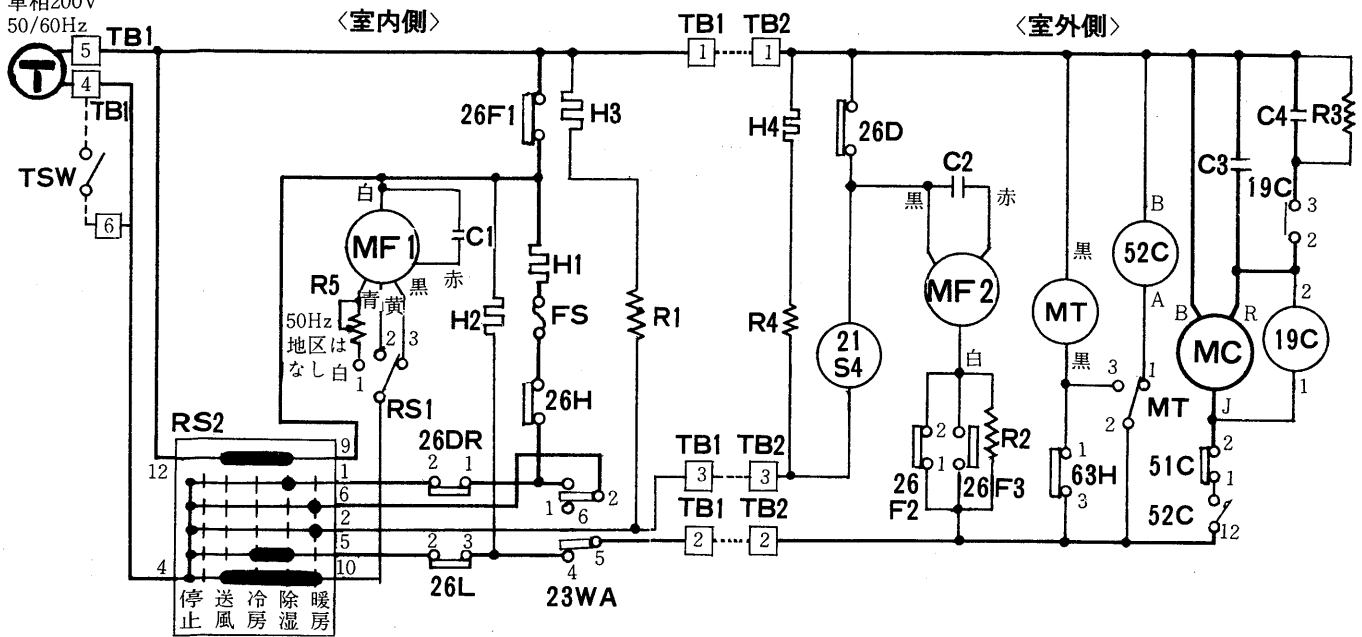 単相200V
50/60Hz
〈室内側〉
〈室外側〉
T
5 TB1
4
TB1
TSW
6
TB1 TB2
1 1
26F1
H3
H4
26D
C2
黒 赤
C4
R3
C3
19C
3
2
白
MF1
C1
赤
R5
青 黄 黒
50Hz
地区は
なし 白
1 2 3
RS1
H2
H1
FS
26H
R1
R4
21
S4
MF2
白
2
1
26
F2
26 F3
R2
黒
MT
黒
B
52C
A
3 1
2
MT
1
63H
3
B R
MC
J
2
19C
1
2
51C
1
52C
12
RS2
12
9
1
6
2
5
10
4
停止 送風 冷房 除湿 暖房
26DR
2 1
26L
2 3
2
1 6
5
4
23WA
TB1 TB2
3 3
TB1 TB2
2 2